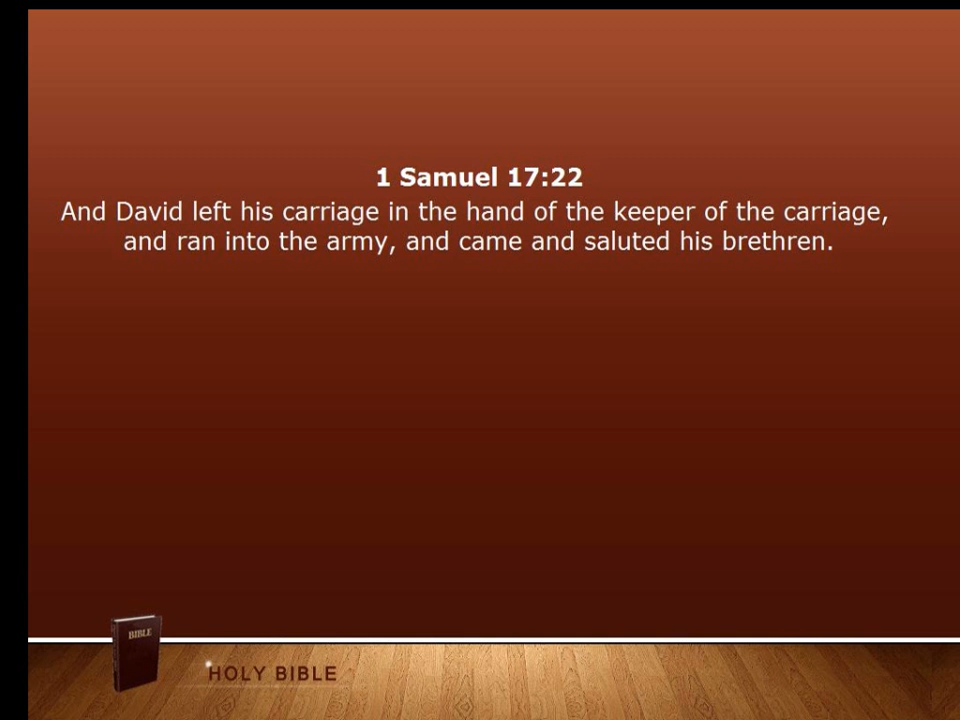 1 Samuel 17:22
And David left his carriage in the hand of the keeper of the carriage,
and ran into the army, and came and saluted his brethren.
BIBLE
HOLY BIBLE